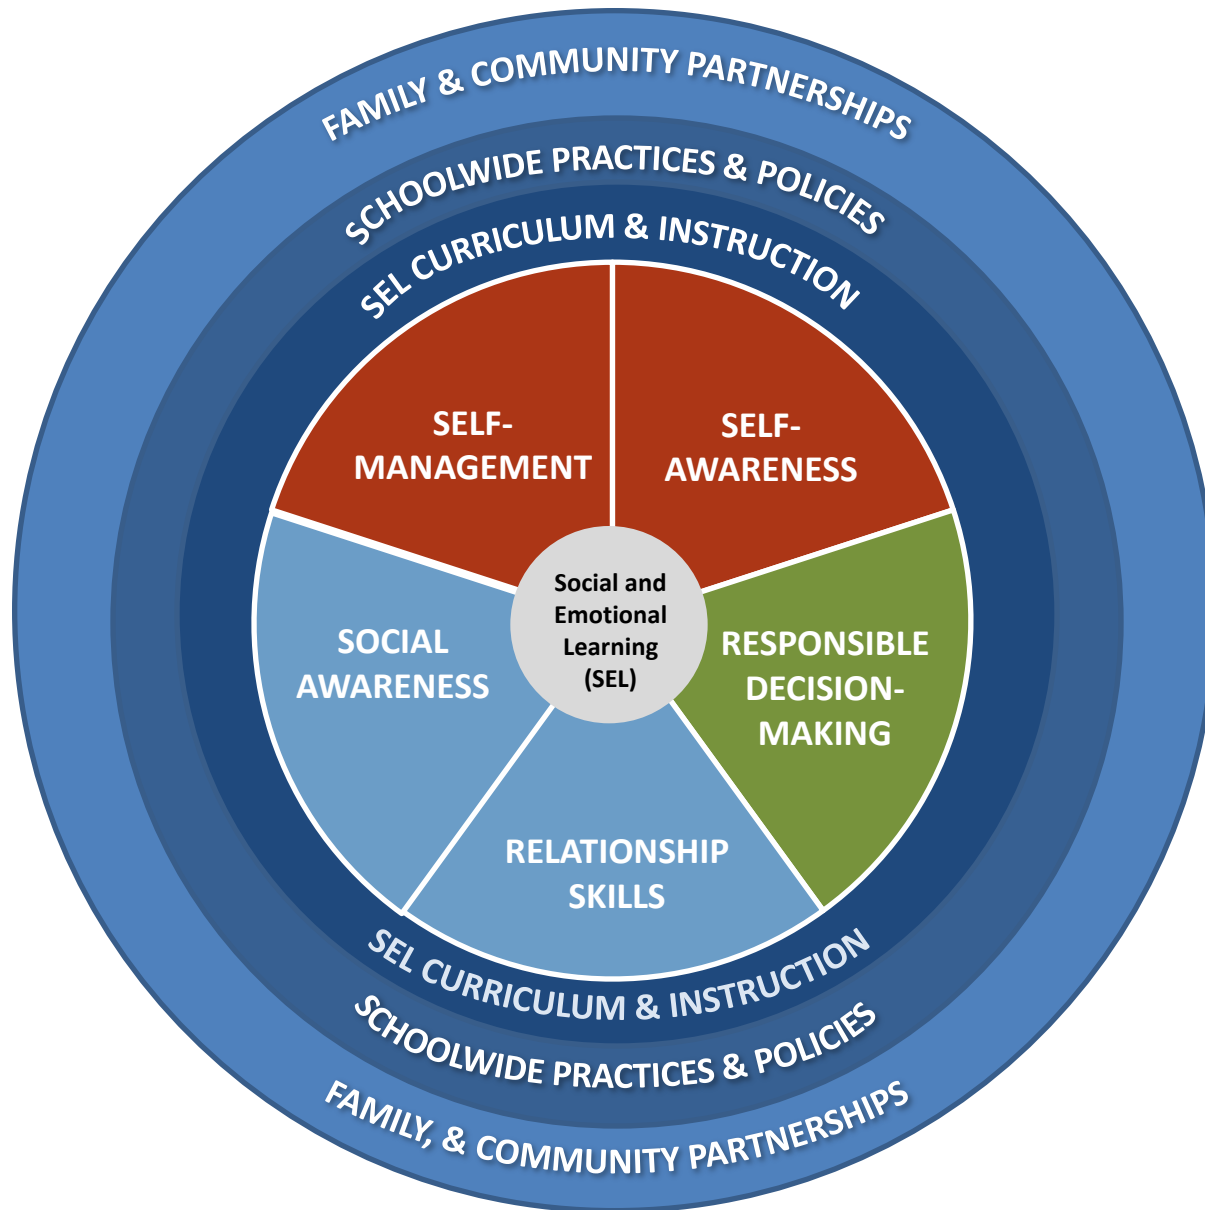 FAMILY & COMMUNITY PARTNERSHIPS
SCHOOLWIDE PRACTICES & POLICIES
SEL CURRICULUM & INSTRUCTION
SELF-
MANAGEMENT
SELF-
AWARENESS
Social and
Emotional
Learning
(SEL)
SOCIAL
AWARENESS
RESPONSIBLE
DECISION-
MAKING
RELATIONSHIP
SKILLS
SEL CURRICULUM & INSTRUCTION
SCHOOLWIDE PRACTICES & POLICIES
FAMILY, & COMMUNITY PARTNERSHIPS